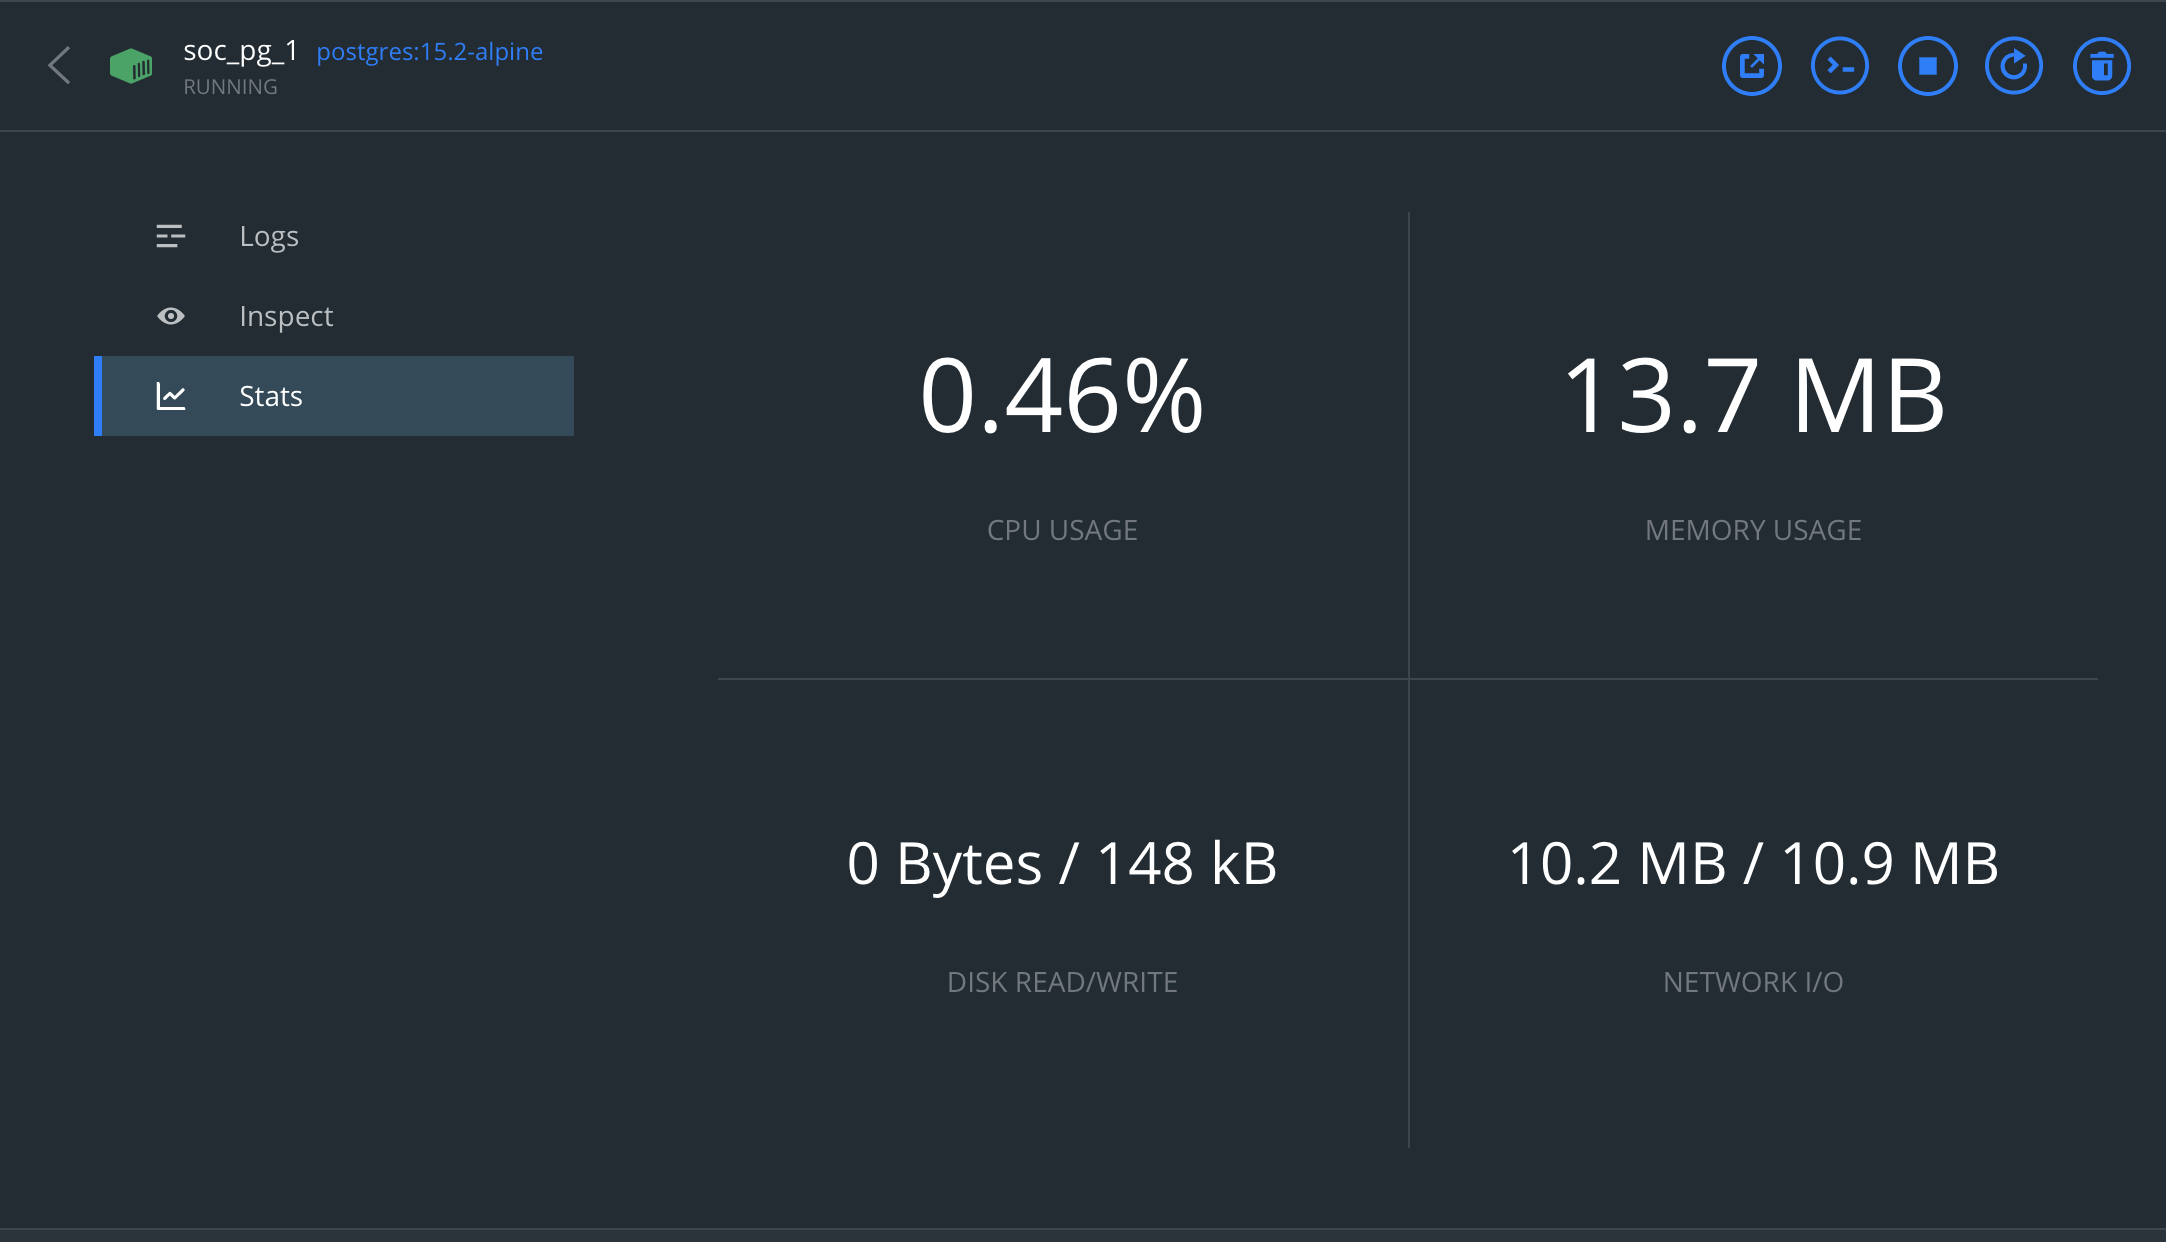 soc_pg_1 postgres:15.2-alpine
RUNNING
Logs
Inspect
Stats
0.46%
CPU USAGE
13.7 MB
MEMORY USAGE
0 Bytes / 148 kB
DISK READ/WRITE
10.2 MB / 10.9 MB
NETWORK I/O